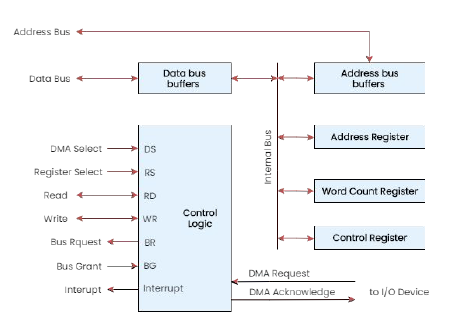 Address Bus
Data Bus
Data bus
buffers
Address bus
buffers
Internal Bus
Address Register
Word Count Register
Control Register
DMA Select
DS
Register Select
RS
Read
RD
Write
WR
Bus Rquest
BR
Bus Grant
BG
Interupt
Interrupt
Control
Logic
DMA Request
DMA Acknowledge
to I/O Device